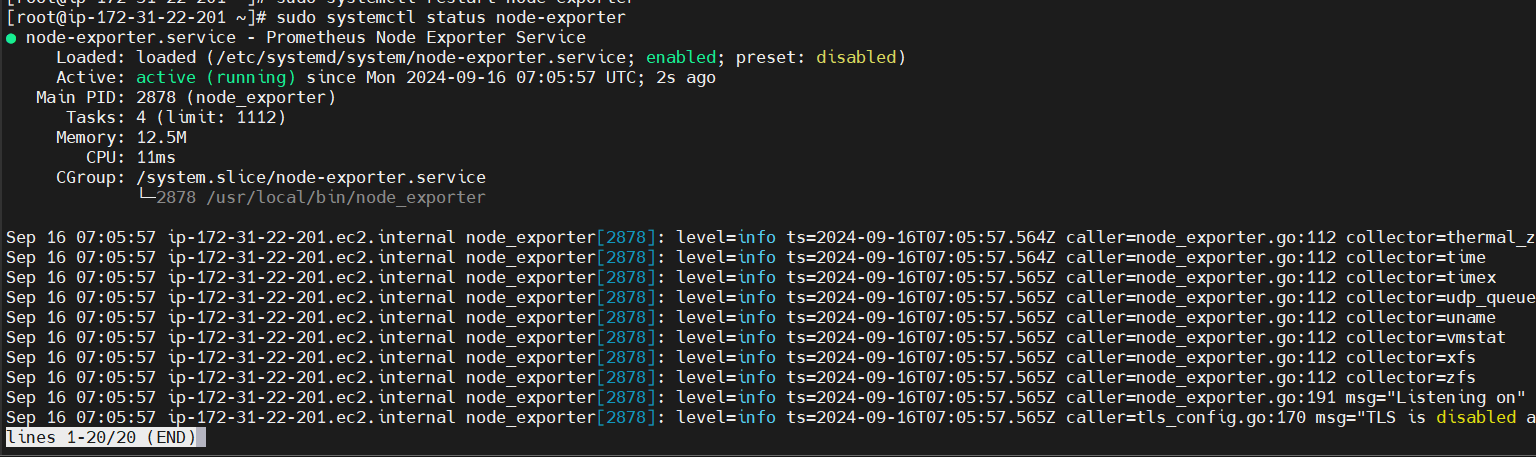 [root@ip-172-31-22-201 ~]# sudo systemctl restart node-exporter
[root@ip-172-31-22-201 ~]# sudo systemctl status node-exporter
● node-exporter.service - Prometheus Node Exporter Service
Loaded: loaded (/etc/systemd/system/node-exporter.service; enabled; preset: disabled)
Active: active (running) since Mon 2024-09-16 07:05:57 UTC; 2s ago
Main PID: 2878 (node_exporter)
Tasks: 4 (limit: 1112)
Memory: 12.5M
CPU: 11ms
CGroup: /system.slice/node-exporter.service
└─2878 /usr/local/bin/node_exporter
Sep 16 07:05:57 ip-172-31-22-201.ec2.internal node_exporter[2878]: level=info ts=2024-09-16T07:05:57.564Z caller=node_exporter.go:112 collector=thermal_z
Sep 16 07:05:57 ip-172-31-22-201.ec2.internal node_exporter[2878]: level=info ts=2024-09-16T07:05:57.564Z caller=node_exporter.go:112 collector=time
Sep 16 07:05:57 ip-172-31-22-201.ec2.internal node_exporter[2878]: level=info ts=2024-09-16T07:05:57.565Z caller=node_exporter.go:112 collector=timex
Sep 16 07:05:57 ip-172-31-22-201.ec2.internal node_exporter[2878]: level=info ts=2024-09-16T07:05:57.565Z caller=node_exporter.go:112 collector=udp_queue
Sep 16 07:05:57 ip-172-31-22-201.ec2.internal node_exporter[2878]: level=info ts=2024-09-16T07:05:57.565Z caller=node_exporter.go:112 collector=uname
Sep 16 07:05:57 ip-172-31-22-201.ec2.internal node_exporter[2878]: level=info ts=2024-09-16T07:05:57.565Z caller=node_exporter.go:112 collector=vmstat
Sep 16 07:05:57 ip-172-31-22-201.ec2.internal node_exporter[2878]: level=info ts=2024-09-16T07:05:57.565Z caller=node_exporter.go:112 collector=xfs
Sep 16 07:05:57 ip-172-31-22-201.ec2.internal node_exporter[2878]: level=info ts=2024-09-16T07:05:57.565Z caller=node_exporter.go:112 collector=zfs
Sep 16 07:05:57 ip-172-31-22-201.ec2.internal node_exporter[2878]: level=info ts=2024-09-16T07:05:57.565Z caller=node_exporter.go:191 msg="Listening on"
Sep 16 07:05:57 ip-172-31-22-201.ec2.internal node_exporter[2878]: level=info ts=2024-09-16T07:05:57.565Z caller=tls_config.go:170 msg="TLS is disabled a
lines 1-20/20 (END)